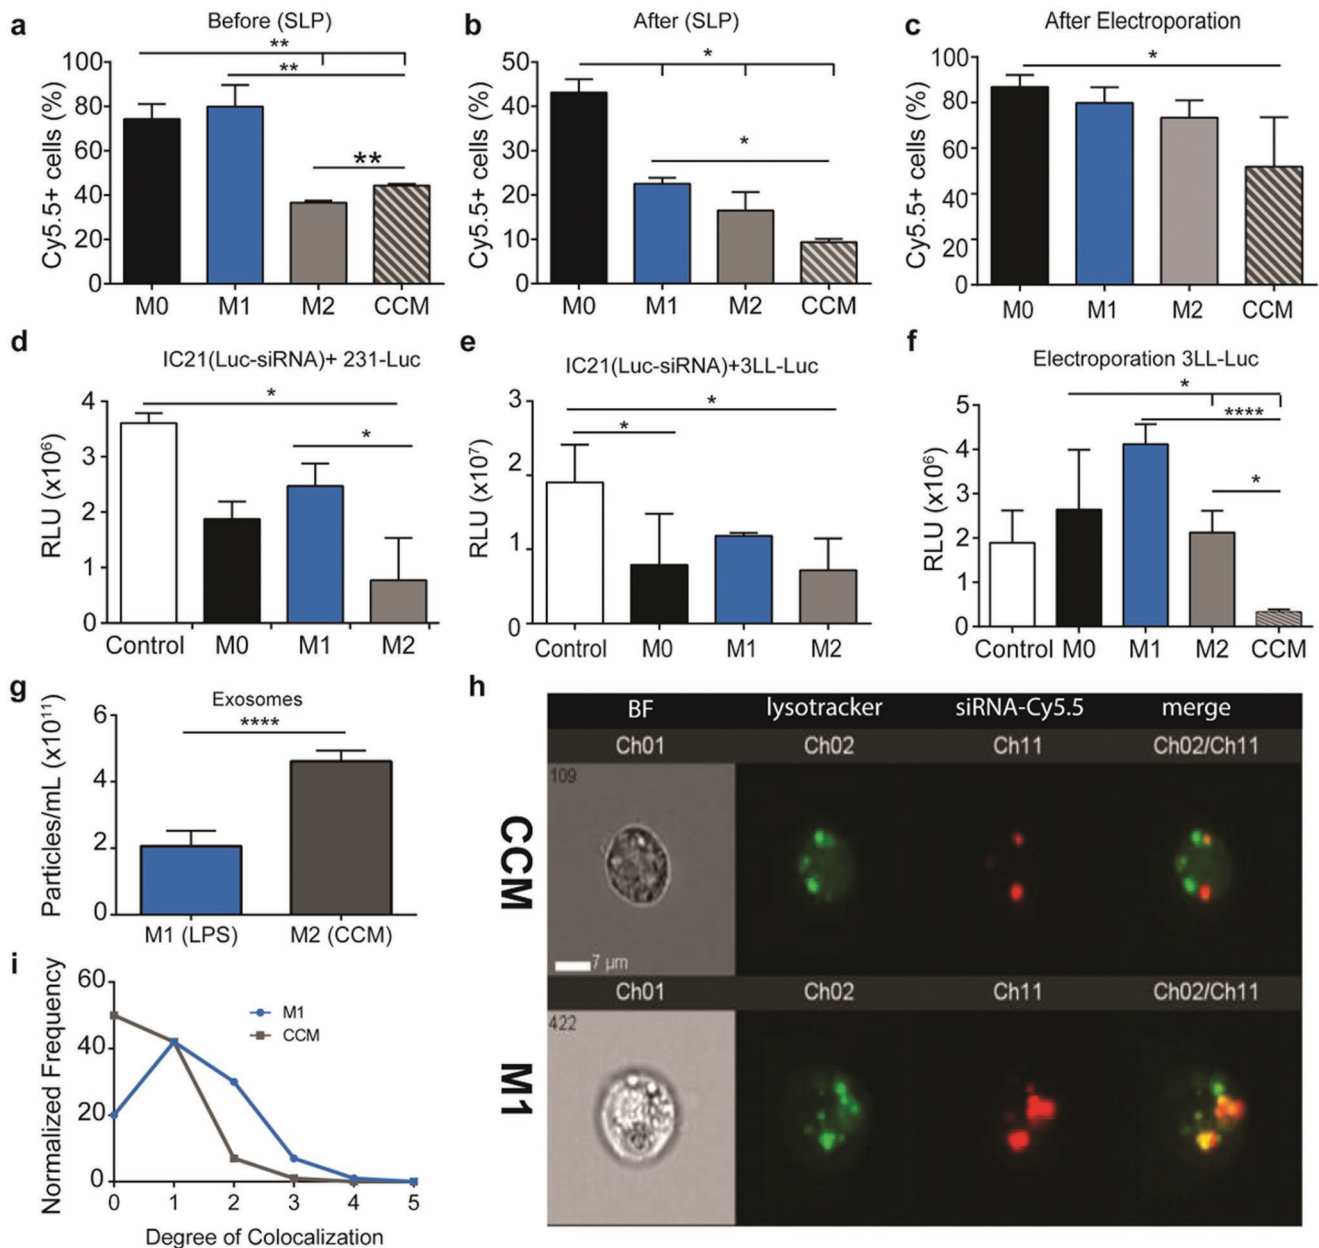 a
Before (SLP)
**
**
**
Cy5.5+ cells (%)
100
80
60
40
20
0
M0 M1 M2 CCM
b
After (SLP)
*
*
Cy5.5+ cells (%)
50
40
30
20
10
0
M0 M1 M2 CCM
c
After Electroporation
*
Cy5.5+ cells (%)
100
80
60
40
20
0
M0 M1 M2 CCM
d
IC21(Luc-siRNA)+ 231-Luc
*
*
RLU (x10⁶)
4
3
2
1
0
Control M0 M1 M2
e
IC21(Luc-siRNA)+3LL-Luc
*
*
RLU (x10⁷)
3
2
1
0
Control M0 M1 M2
f
Electroporation 3LL-Luc
*
****
*
RLU (x10⁶)
5
4
3
2
1
0
Control M0 M1 M2 CCM
g
Exosomes
****
Particles/mL (x10¹¹)
6
4
2
0
M1 (LPS) M2 (CCM)
h
BF lysotracker siRNA-Cy5.5 merge
Ch01 Ch02 Ch11 Ch02/Ch11
109
CCM
7 µm
Ch01 Ch02 Ch11 Ch02/Ch11
422
M1
i
Normalized Frequency
60
40
20
0
M1
CCM
0 1 2 3 4 5
Degree of Colocalization